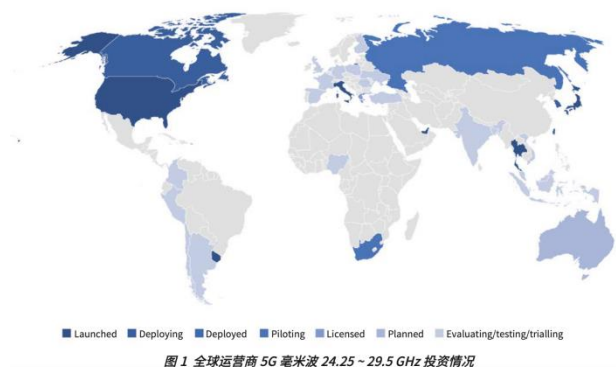 Launched Deploying Deployed Piloting Licensed Planned Evaluating/testing/trialling
图 1 全球运营商 5G 毫米波 24.25 ~ 29.5 GHz 投资情况